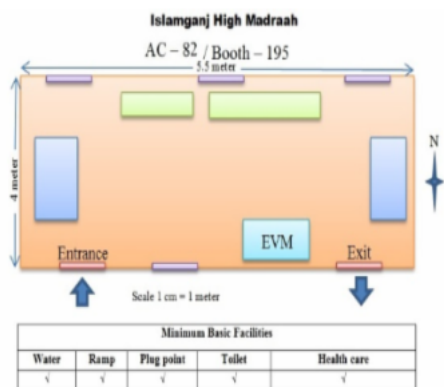 Islamganj High Madraah
AC – 82 / Booth – 195
5.5 meter
4 meter
N
EVM
Entrance
Exit
Scale 1 cm = 1 meter
Minimum Basic Facilities
Water Ramp Plug point Toilet Health care
√ √ √ √ √